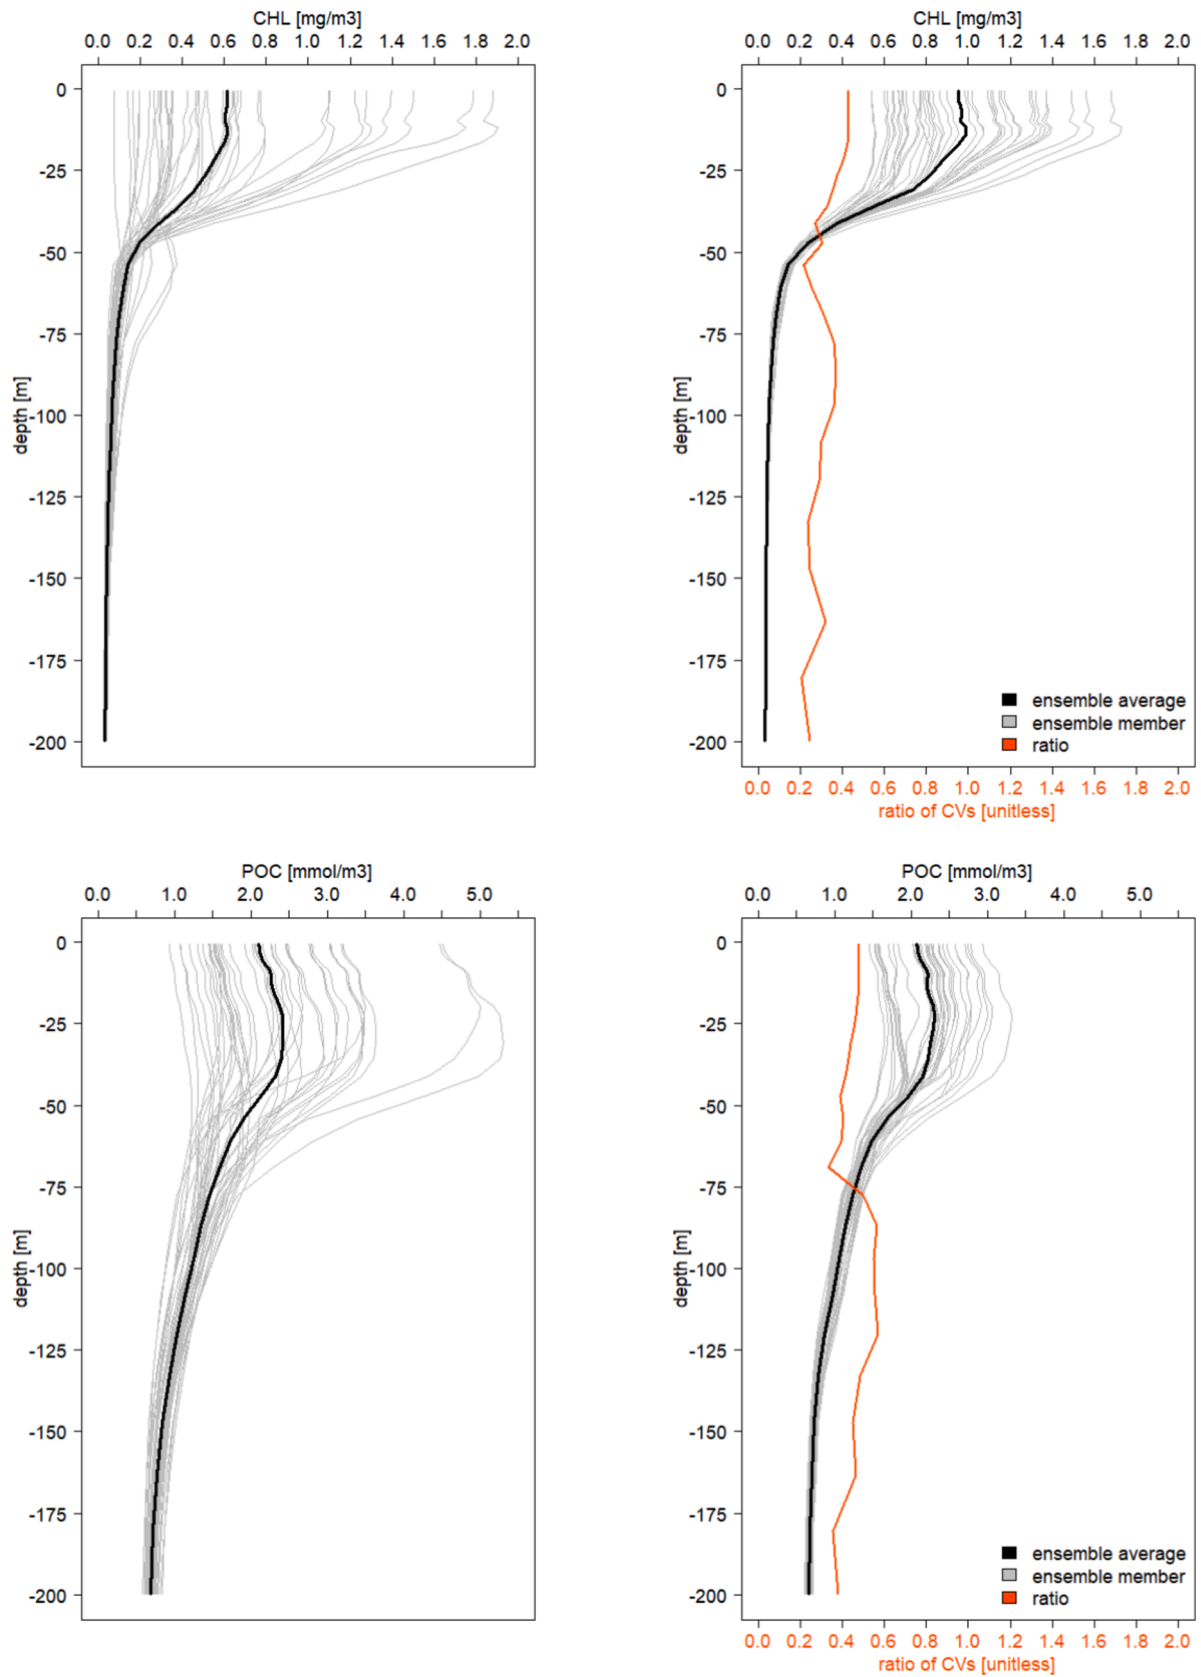 CHL [mg/m3]
0.0 0.2 0.4 0.6 0.8 1.0 1.2 1.4 1.6 1.8 2.0
0
-25
-50
-75
-100
-125
-150
-175
-200
depth [m]
CHL [mg/m3]
0.0 0.2 0.4 0.6 0.8 1.0 1.2 1.4 1.6 1.8 2.0
0
-25
-50
-75
-100
-125
-150
-175
-200
depth [m]
ensemble average
ensemble member
ratio
0.0 0.2 0.4 0.6 0.8 1.0 1.2 1.4 1.6 1.8 2.0
ratio of CVs [unitless]
POC [mmol/m3]
0.0 1.0 2.0 3.0 4.0 5.0
0
-25
-50
-75
-100
-125
-150
-175
-200
depth [m]
POC [mmol/m3]
0.0 1.0 2.0 3.0 4.0 5.0
0
-25
-50
-75
-100
-125
-150
-175
-200
depth [m]
ensemble average
ensemble member
ratio
0.0 0.2 0.4 0.6 0.8 1.0 1.2 1.4 1.6 1.8 2.0
ratio of CVs [unitless]